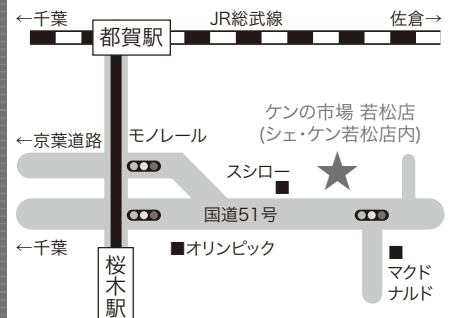 ←千葉
JR総武線
佐倉→
都賀駅
ケンの市場 若松店
(シェ・ケン若松店内)
←京葉道路
モノレール
スシロー
国道51号
←千葉
■オリンピック
桜木駅
マクド
ナルド